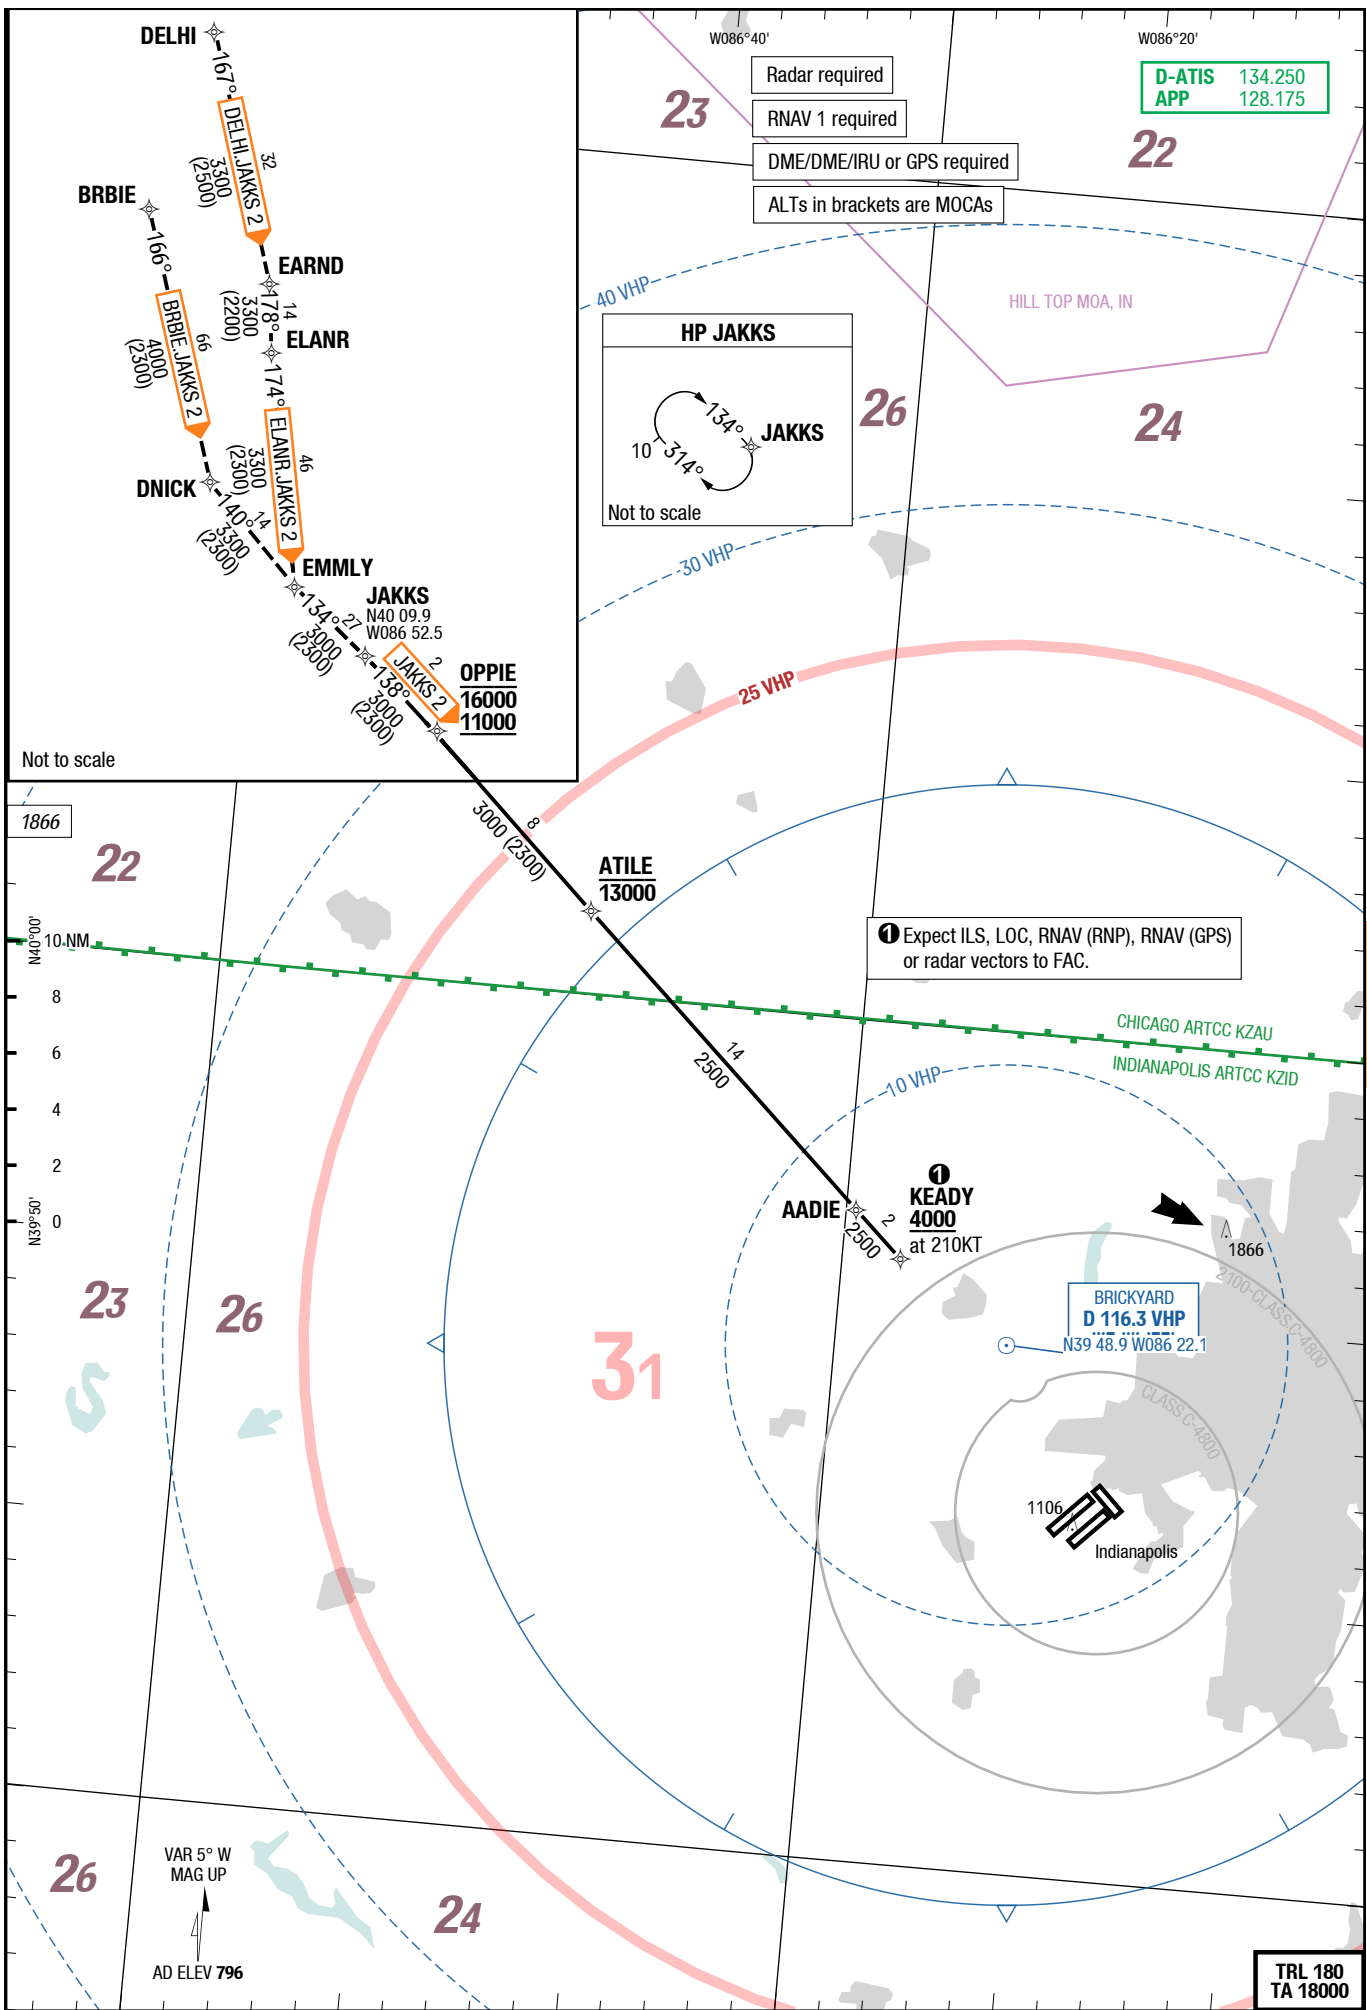 DELHI
167°
DELHI.JAKKS 2
32
3300
(2500)
BRBIE
166°
BRBIE.JAKKS 2
66
4000
(2300)
EARND
178°
14
3300
(2200)
ELANR
174°
ELANR.JAKKS 2
46
3300
(2300)
DNICK
140°
14
3300
(2300)
EMMLY
134°
27
3000
(2300)
JAKKS
N40 09.9
W086 52.5
138°
JAKKS 2
2
3000
(2300)
OPPIE
16000
11000
Not to scale
W086°40'
W086°20'
Radar required
RNAV 1 required
DME/DME/IRU or GPS required
ALTs in brackets are MOCAs
D-ATIS 134.250
APP 128.175
23
22
40 VHP
HILL TOP MOA, IN
HP JAKKS
134°
JAKKS
10
314°
Not to scale
26
24
30 VHP
25 VHP
1866
22
8
3000 (2300)
ATILE
13000
N40°00'
10 NM
8
6
4
2
0
N39°50'
1 Expect ILS, LOC, RNAV (RNP), RNAV (GPS)
or radar vectors to FAC.
CHICAGO ARTCC KZAU
INDIANAPOLIS ARTCC KZID
14
2500
10 VHP
AADIE
2
2500
1
KEADY
4000
at 210KT
1866
2100-CLASS C-4800
BRICKYARD
D 116.3 VHP
N39 48.9 W086 22.1
CLASS C-4800
23
26
31
1106
Indianapolis
26
VAR 5° W
MAG UP
AD ELEV 796
24
TRL 180
TA 18000